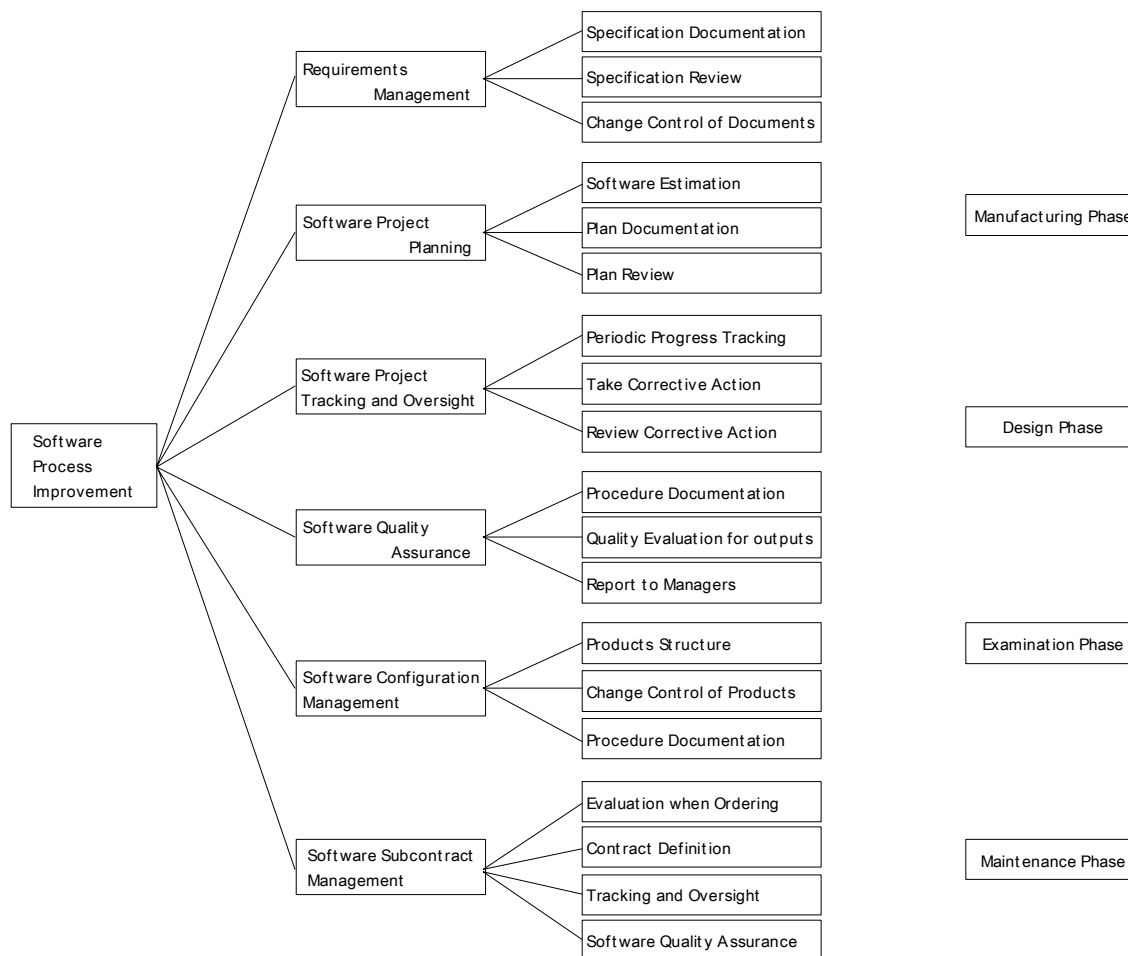 Software
Process
Improvement
Requirements
Management
Software Project
Planning
Software Project
Tracking and Oversight
Software Quality
Assurance
Software Configuration
Management
Software Subcontract
Management
Specification Documentation
Specification Review
Change Control of Documents
Software Estimation
Plan Documentation
Plan Review
Periodic Progress Tracking
Take Corrective Action
Review Corrective Action
Procedure Documentation
Quality Evaluation for outputs
Report to Managers
Products Structure
Change Control of Products
Procedure Documentation
Evaluation when Ordering
Contract Definition
Tracking and Oversight
Software Quality Assurance
Manufacturing Phase
Design Phase
Examination Phase
Maintenance Phase